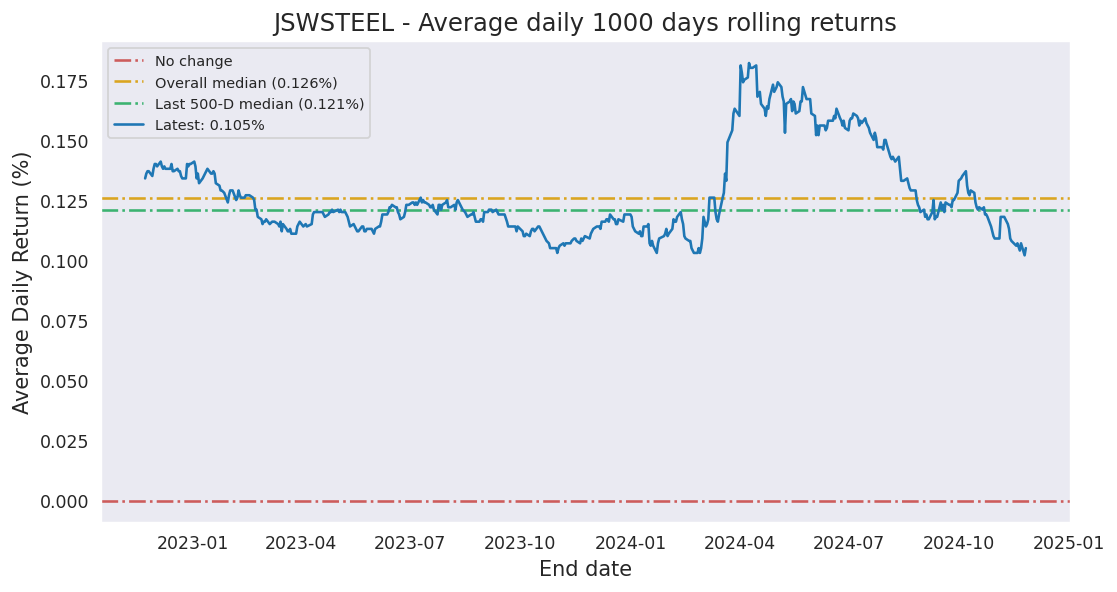 JSWSTEEL - Average daily 1000 days rolling returns
No change
Overall median (0.126%)
Last 500-D median (0.121%)
Latest: 0.105%
Average Daily Return (%)
0.175
0.150
0.125
0.100
0.075
0.050
0.025
0.000
2023-01 2023-04 2023-07 2023-10 2024-01 2024-04 2024-07 2024-10 2025-01
End date